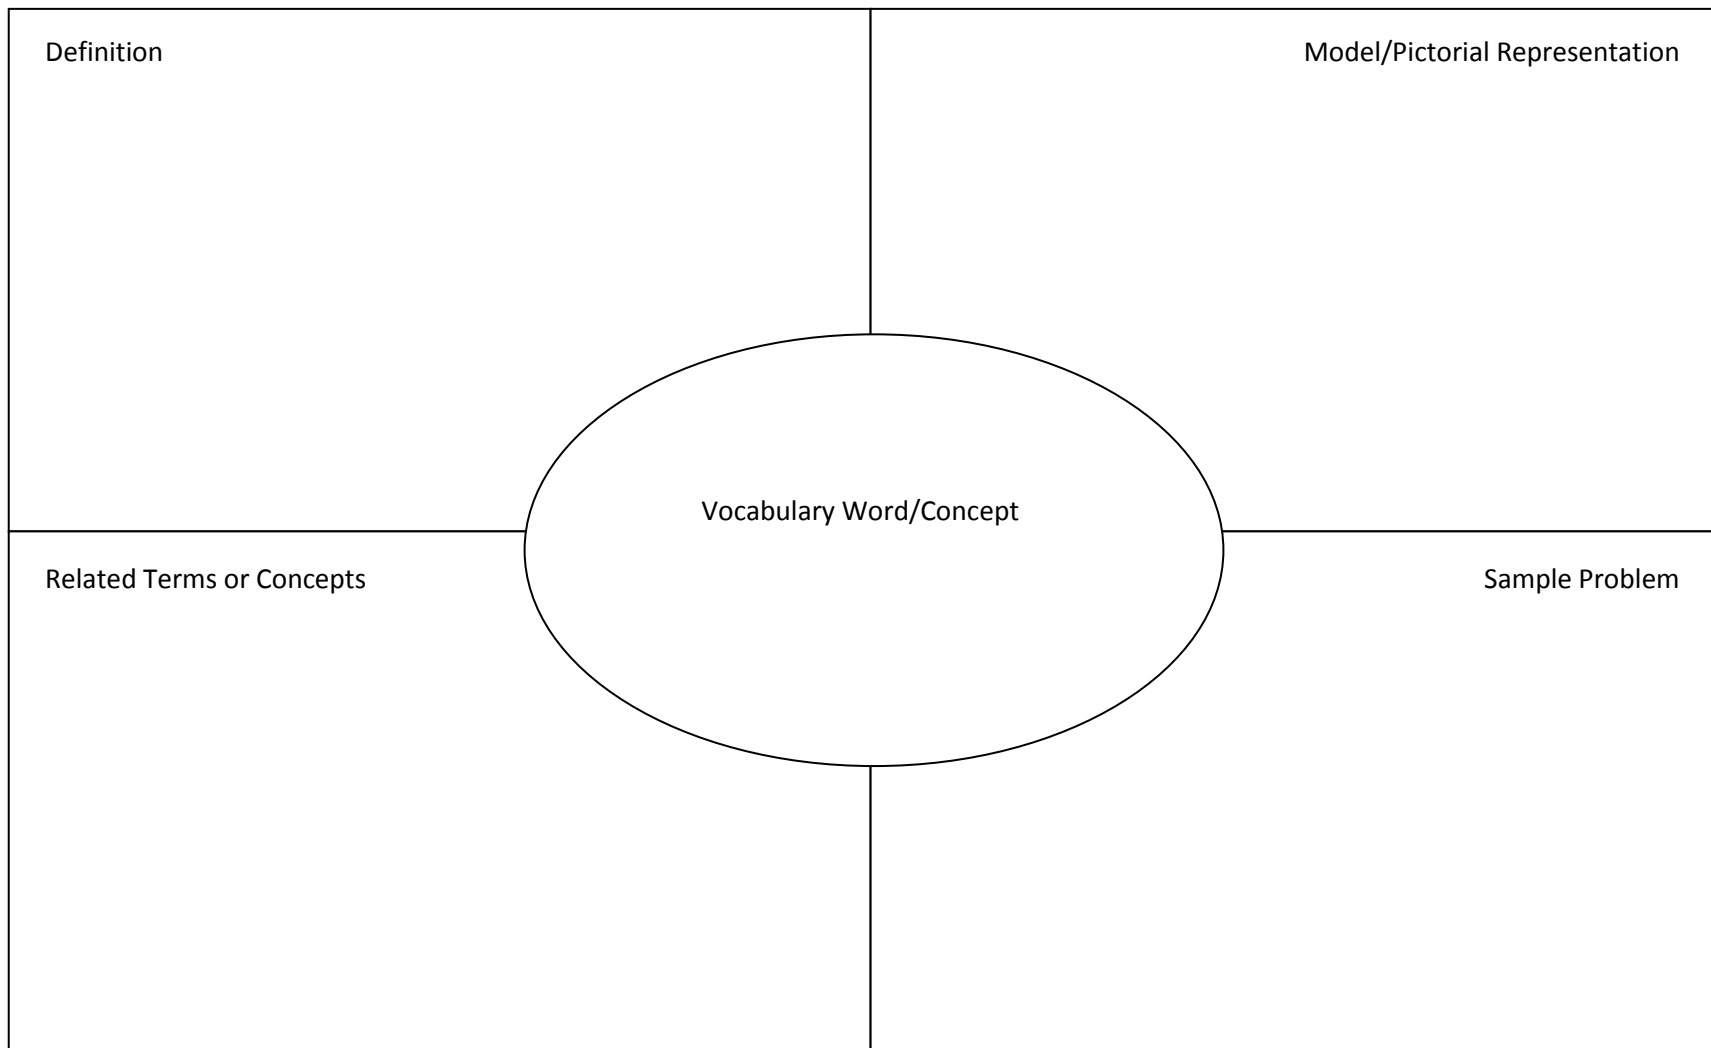 Definition
Model/Pictorial Representation
Vocabulary Word/Concept
Related Terms or Concepts
Sample Problem